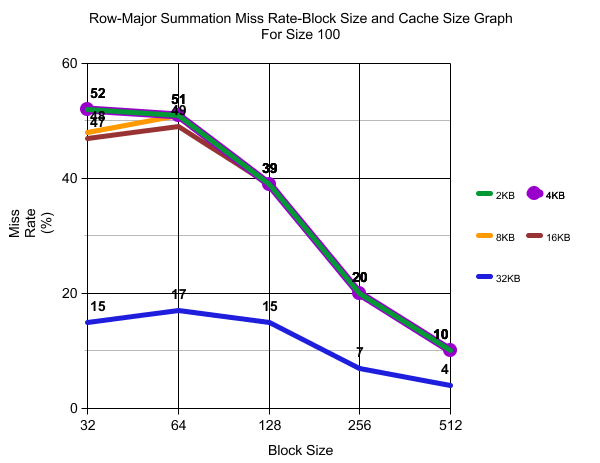 Row-Major Summation Miss Rate-Block Size and Cache Size Graph
For Size 100
60
40
20
0
Miss
Rate
(%)
52
48
47
51
49
39
20
10
15
17
15
7
4
32
64
128
256
512
Block Size
2KB
4KB
8KB
16KB
32KB